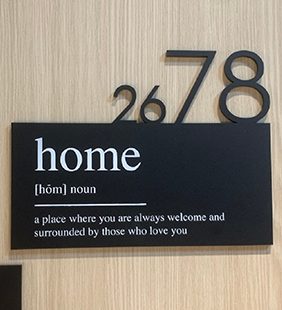 2678
home
[hōm] noun
a place where you are always welcome and
surrounded by those who love you